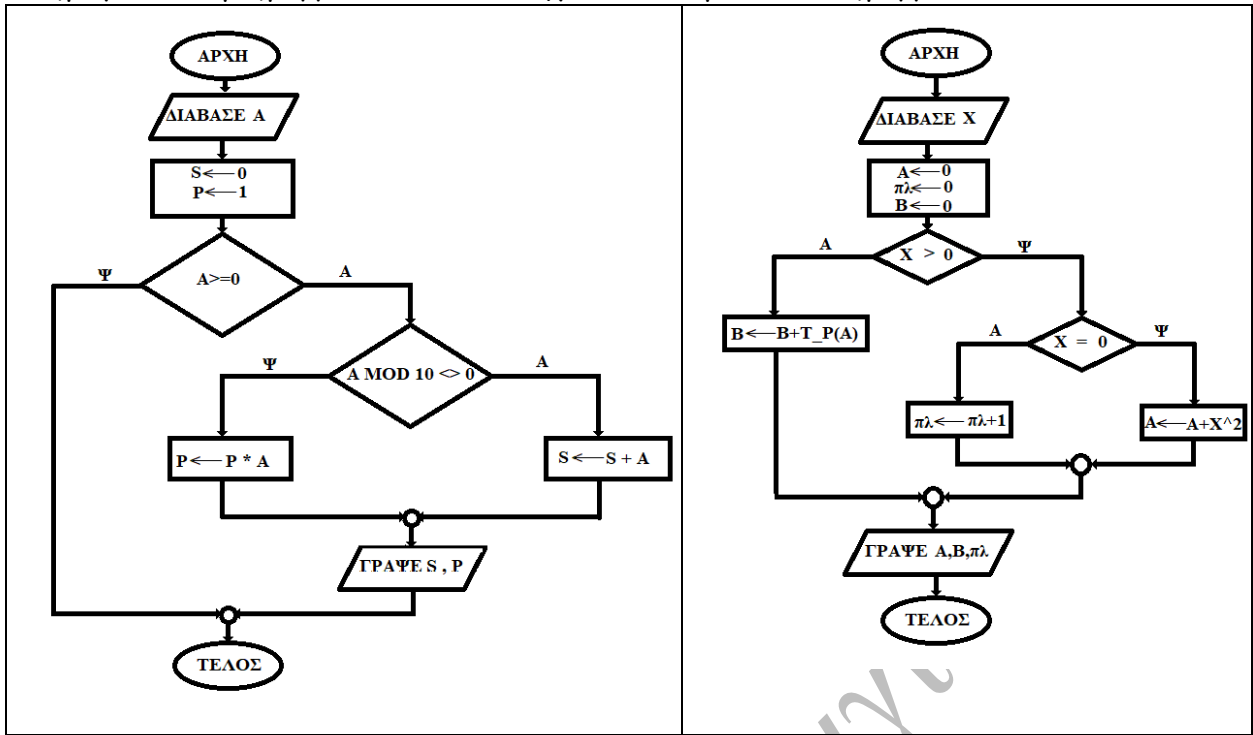 ΑΡΧΗ
ΔΙΑΒΑΣΕ Α
S<——0
P<——1
A>=0
Ψ
Α
A MOD 10 <> 0
Ψ
Α
P<—— P * A
S <——S + A
ΓΡΑΨΕ S , P
ΤΕΛΟΣ
ΑΡΧΗ
ΔΙΑΒΑΣΕ Χ
Α<——0
πλ<——0
Β<——0
Χ > 0
Α
Ψ
Β<——Β+Τ_Ρ(Α)
Χ = 0
Α
Ψ
πλ<—— πλ+1
Α<——Α+Χ^2
ΓΡΑΨΕ Α,Β,πλ
ΤΕΛΟΣ